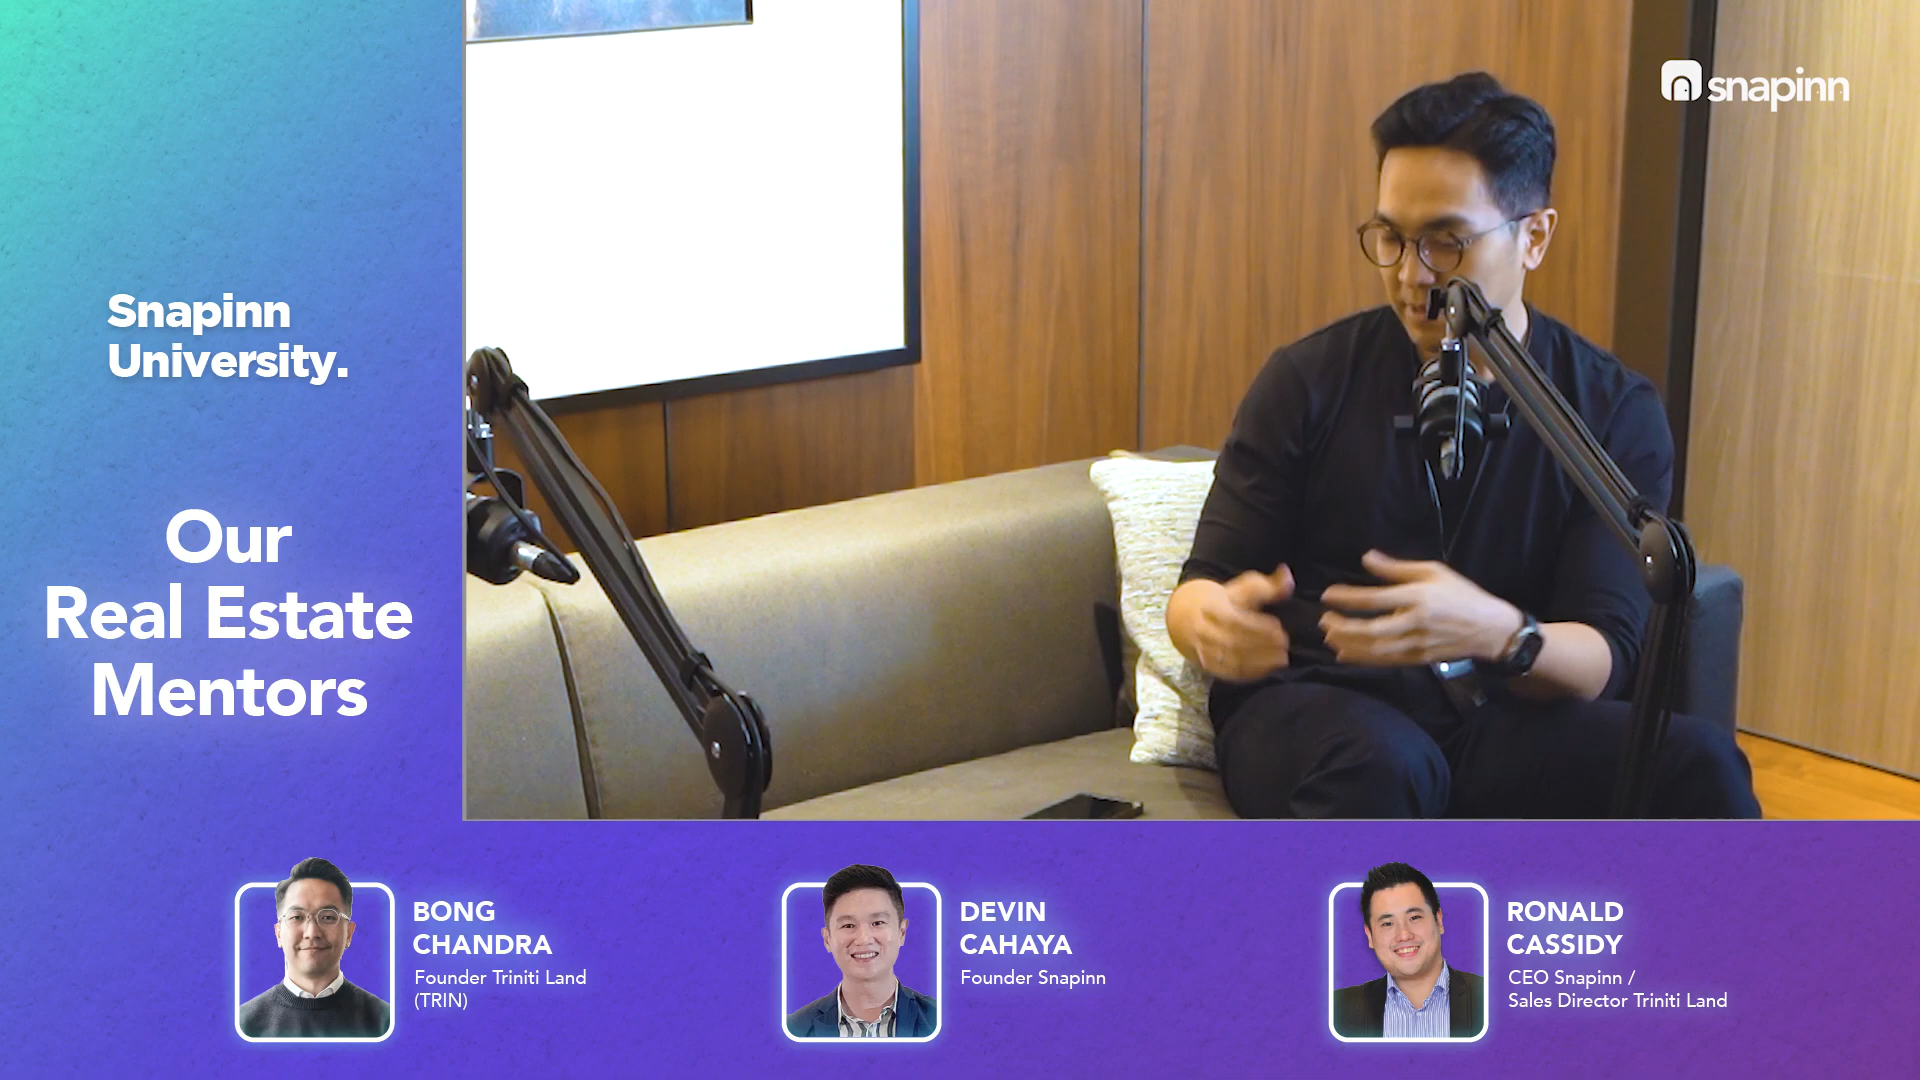 snapinn
Snapinn
University.
Our
Real Estate
Mentors
BONG
CHANDRA
Founder Triniti Land
(TRIN)
DEVIN
CAHAYA
Founder Snapinn
RONALD
CASSIDY
CEO Snapinn /
Sales Director Triniti Land